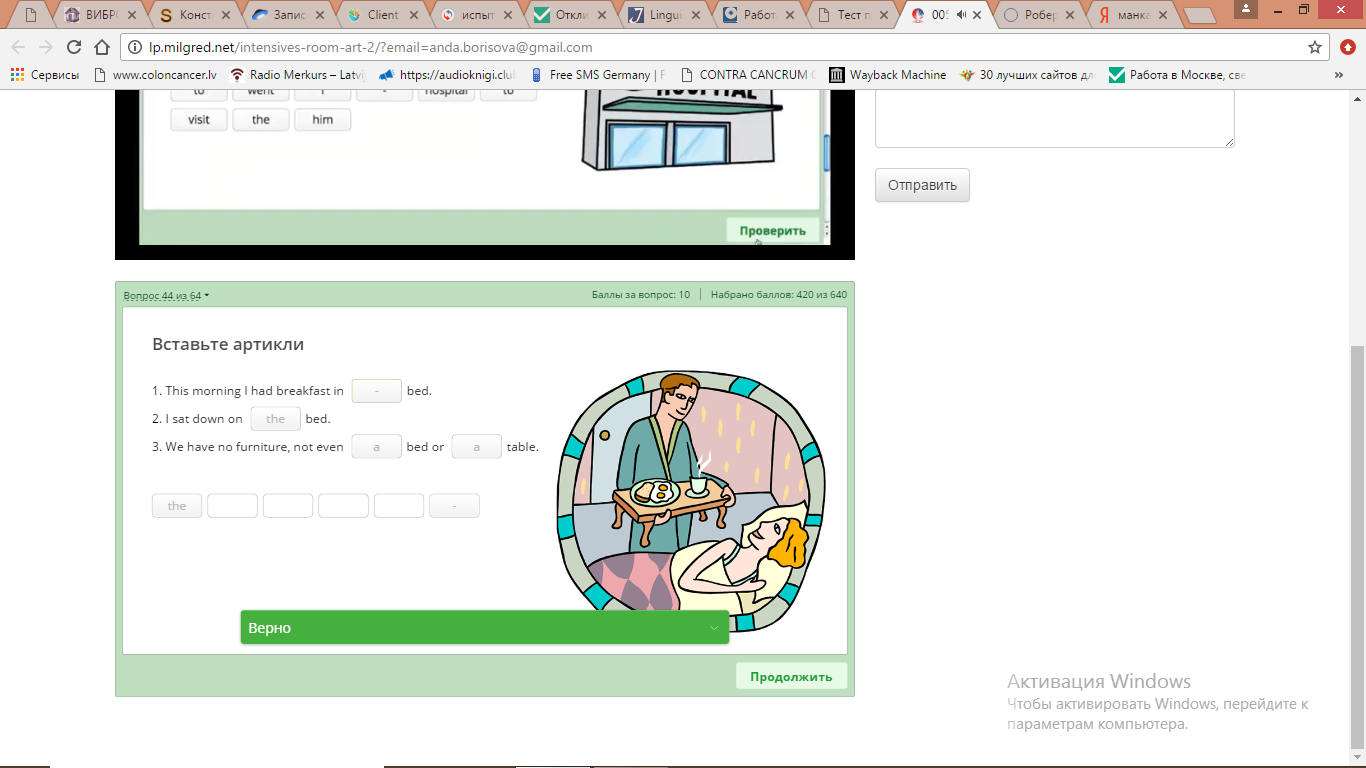 ВИБРО
Конст
Запис
Client
испыт
Откли
Lingui
Работ
Тест п
005
Робер
манка
lp.milgred.net/intensives-room-art-2/?email=anda.borisova@gmail.com
Сервисы www.coloncancer.lv Radio Merkurs – Latvij https://audioknigi.clu Free SMS Germany | F CONTRA CANCRUM C Wayback Machine 30 лучших сайтов дл Работа в Москве, све »
HOSPITAL
to went I - hospital to
visit the him
Отправить
Проверить
Вопрос 44 из 64 Баллы за вопрос: 10 | Набрано баллов: 420 из 640
Вставьте артикли
1. This morning I had breakfast in - bed.
2. I sat down on the bed.
3. We have no furniture, not even a bed or a table.
the -
Верно
Продолжить
Активация Windows
Чтобы активировать Windows, перейдите к
параметрам компьютера.